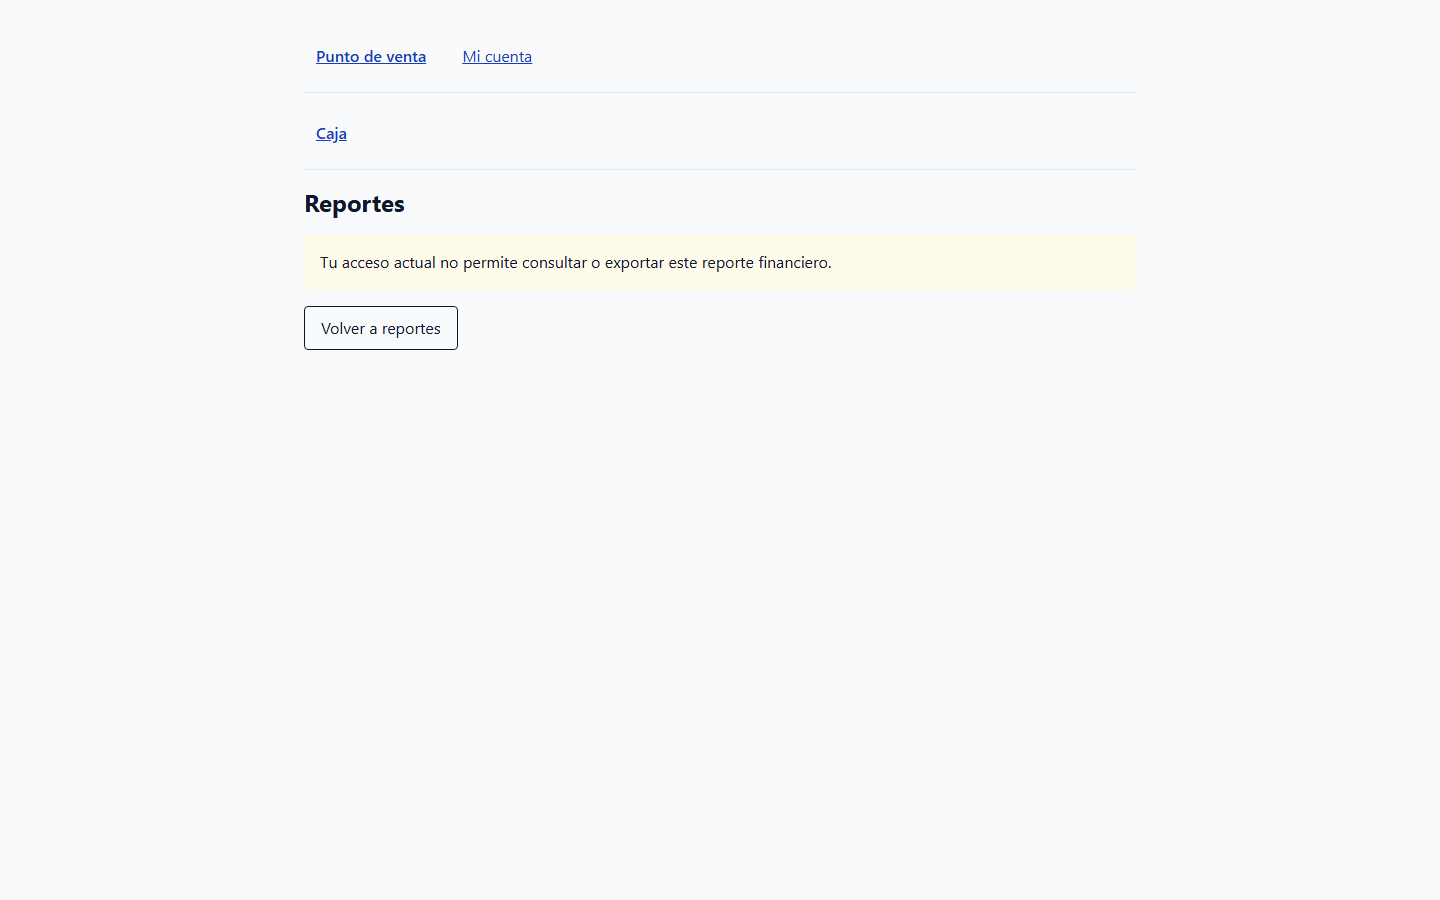 Punto de venta Mi cuenta
Caja
Reportes
Tu acceso actual no permite consultar o exportar este reporte financiero.
Volver a reportes